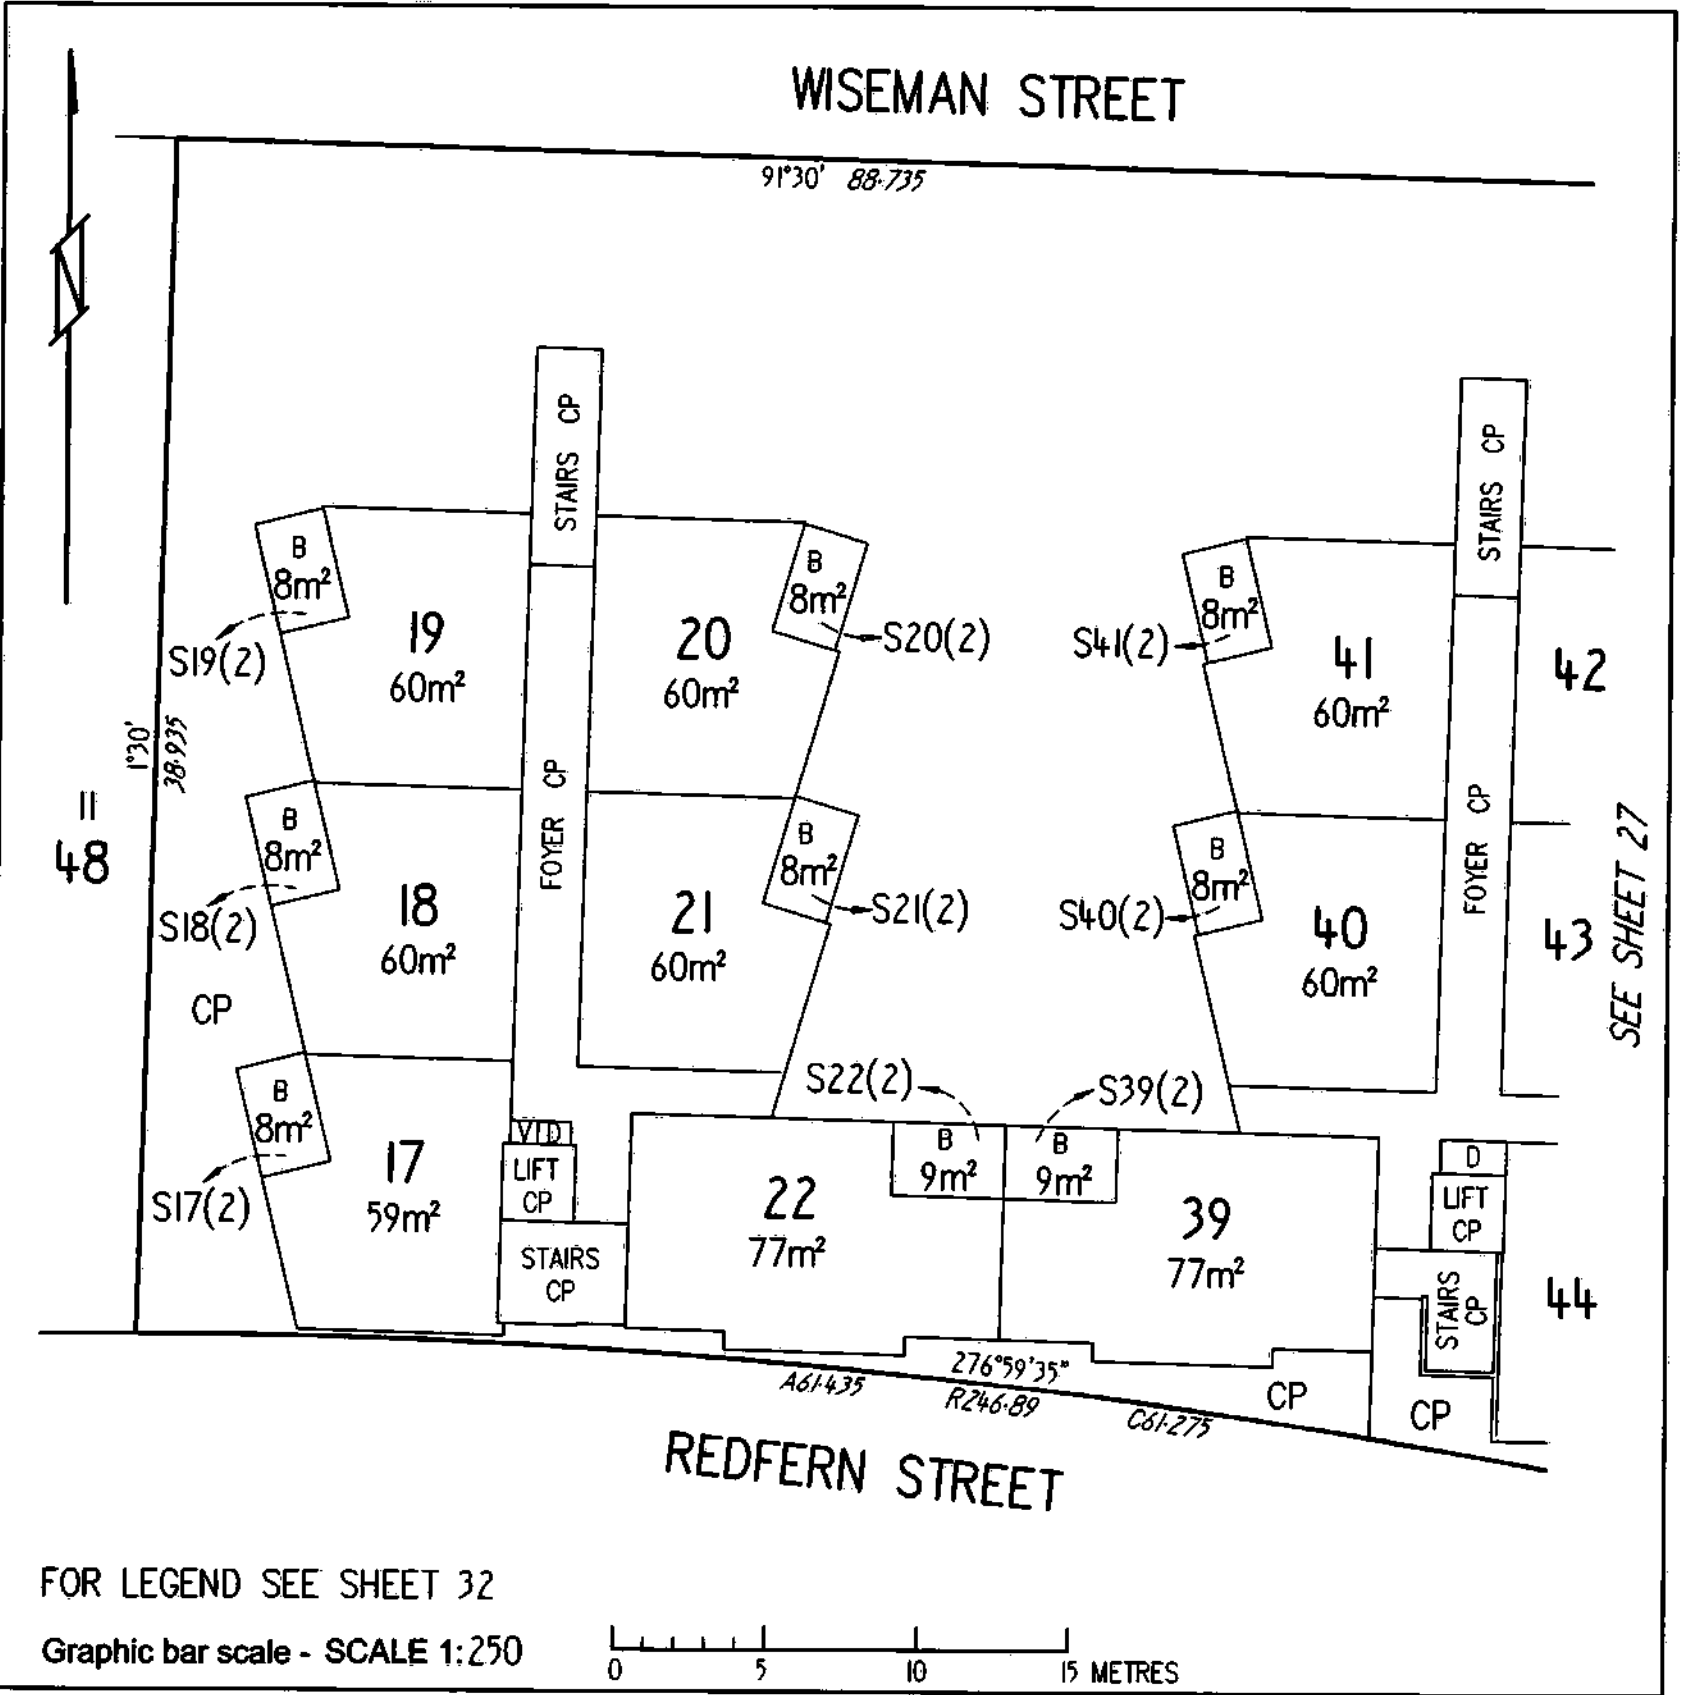 WISEMAN STREET
91°30' 88·735
STAIRS CP
STAIRS CP
B
8m²
B
8m²
B
8m²
S19(2)
19
60m²
20
60m²
S20(2)
S41(2)
41
60m²
42
1°30'
38·935
11
48
FOYER CP
FOYER CP
B
8m²
B
8m²
B
8m²
S18(2)
18
60m²
21
60m²
S21(2)
S40(2)
40
60m²
43
SEE SHEET 27
CP
S22(2)
S39(2)
B
8m²
S17(2)
17
59m²
LIFT
CP
STAIRS
CP
22
77m²
B
9m²
B
9m²
39
77m²
D
LIFT
CP
STAIRS
CP
44
276°59'35"
A61·435
R246·89
C61·275
CP
CP
REDFERN STREET
FOR LEGEND SEE SHEET 32
Graphic bar scale - SCALE 1:250
0 5 10 15 METRES